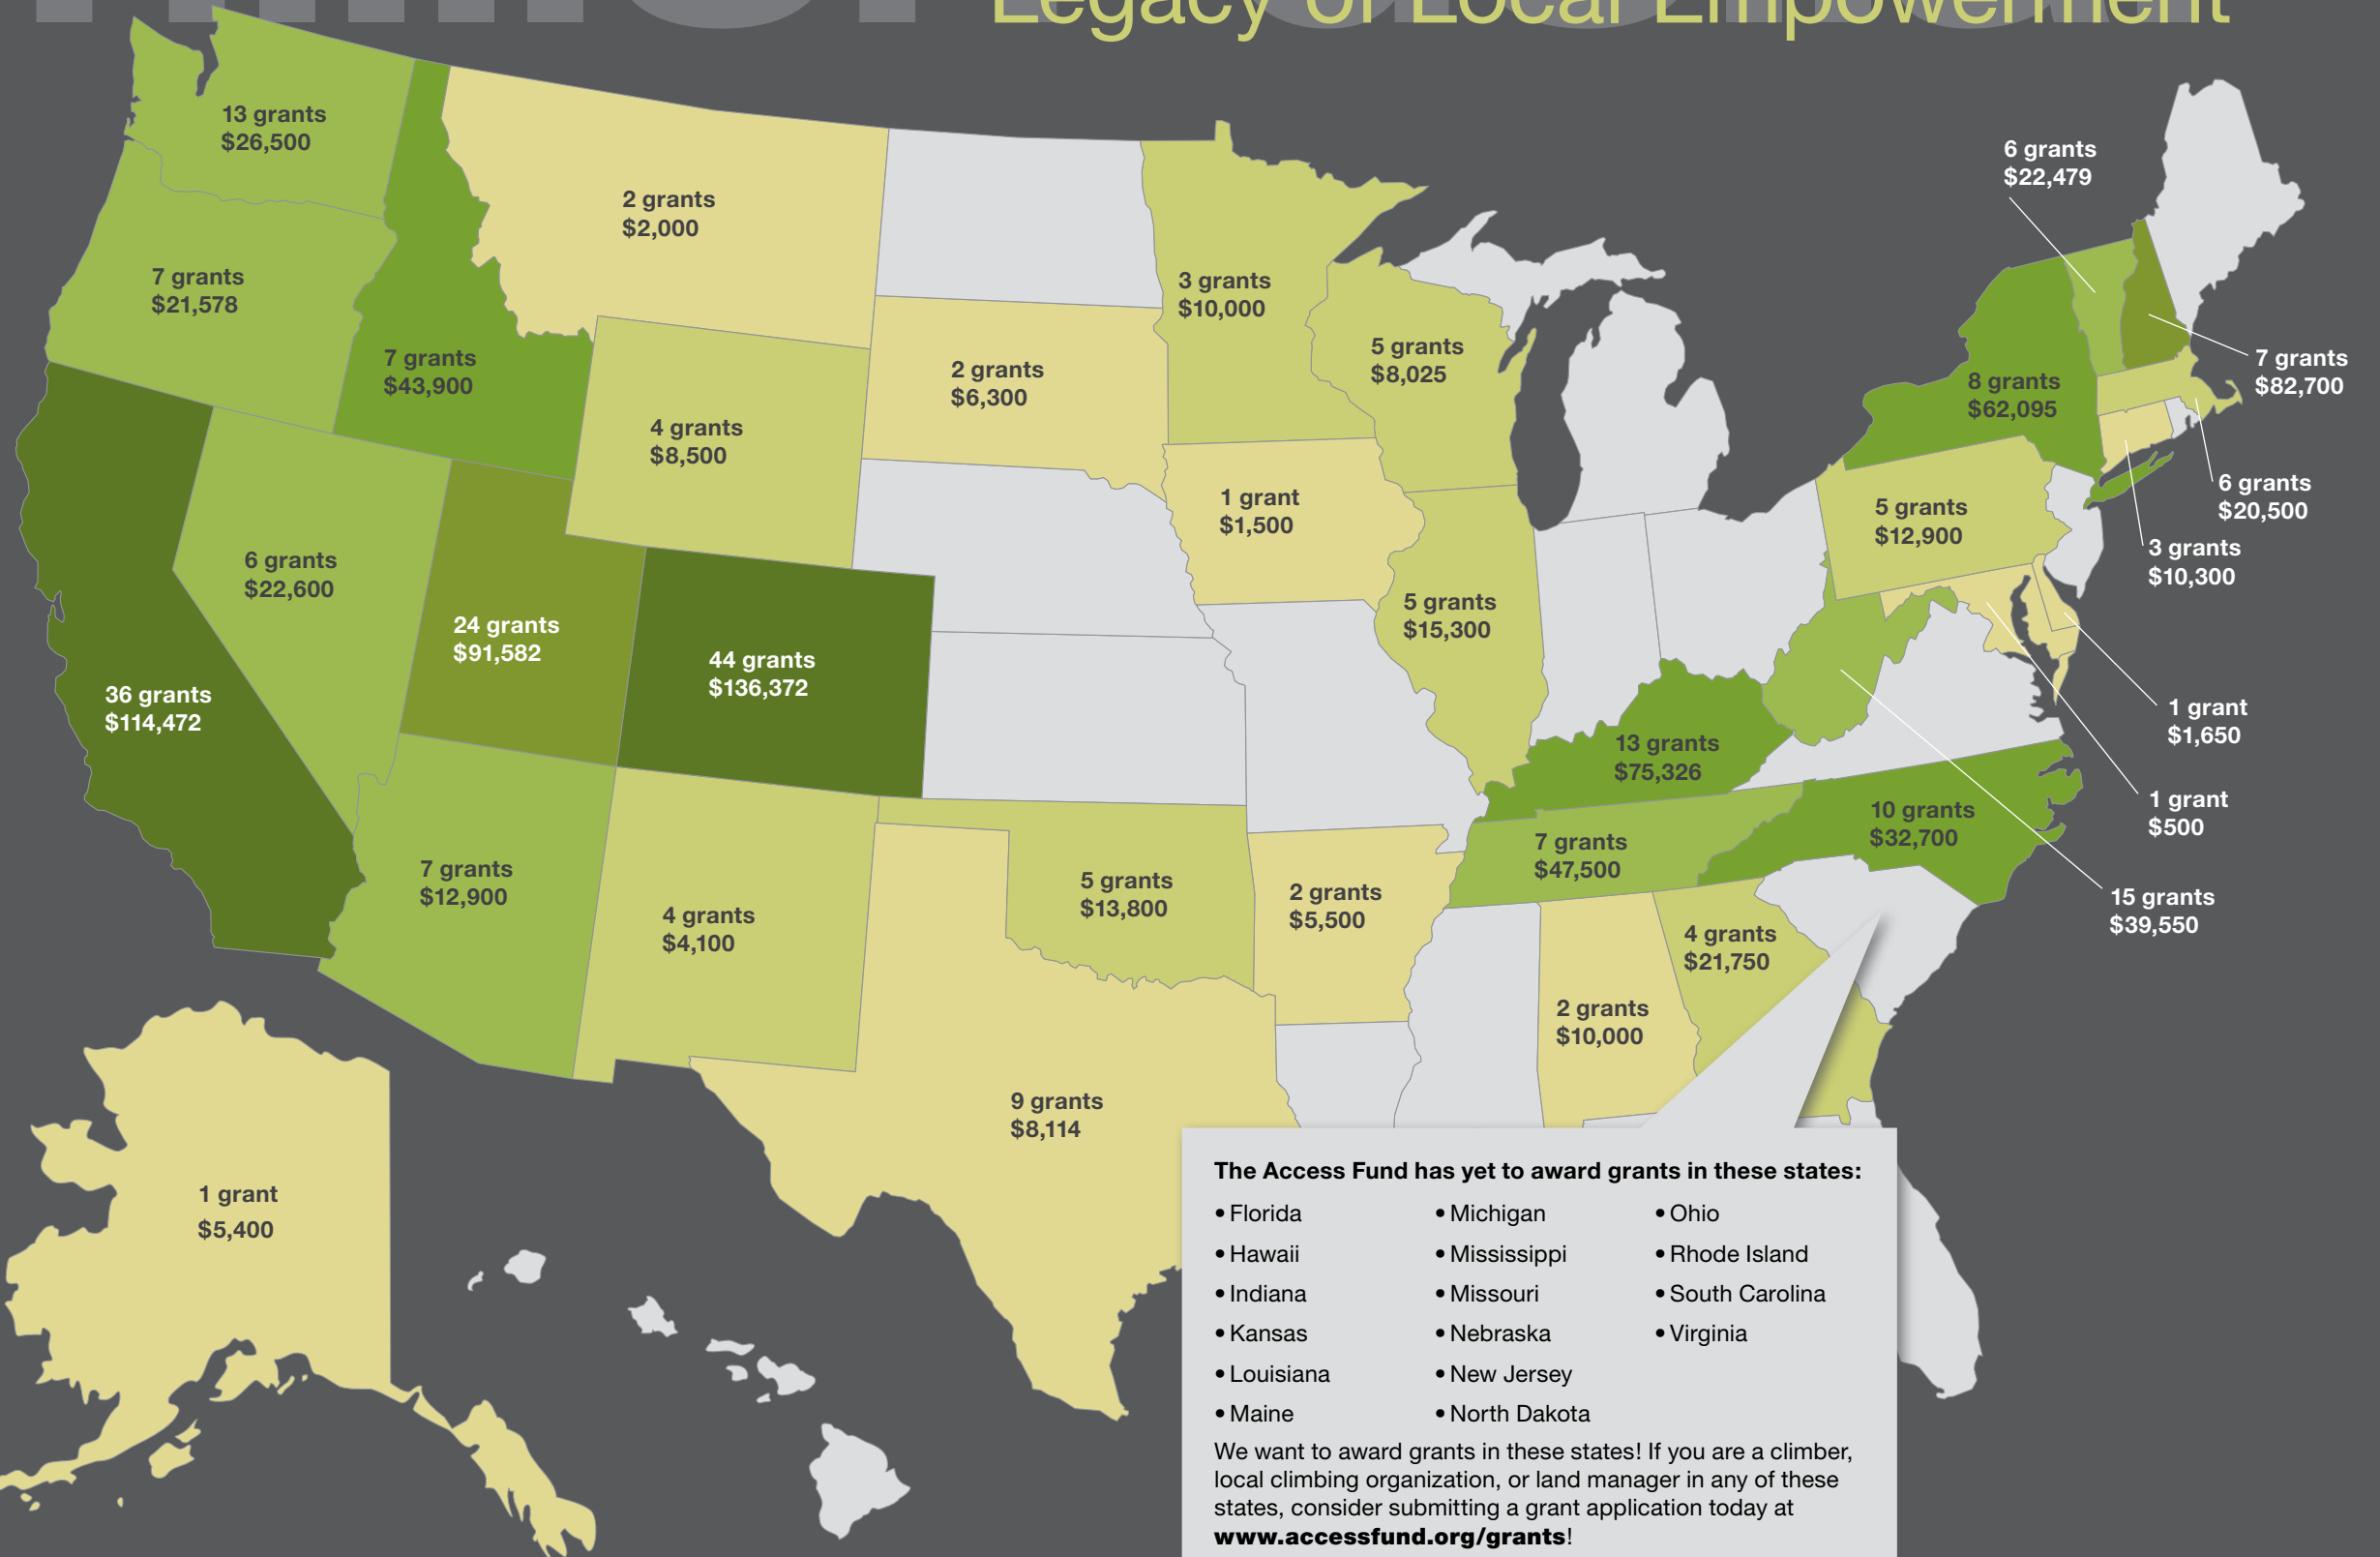 Legacy of Local Empowerment
13 grants
$26,500
7 grants
$21,578
7 grants
$43,900
2 grants
$2,000
2 grants
$6,300
3 grants
$10,000
5 grants
$8,025
6 grants
$22,479
7 grants
$82,700
8 grants
$62,095
6 grants
$20,500
3 grants
$10,300
5 grants
$12,900
4 grants
$8,500
1 grant
$1,500
6 grants
$22,600
24 grants
$91,582
44 grants
$136,372
36 grants
$114,472
5 grants
$15,300
13 grants
$75,326
1 grant
$1,650
1 grant
$500
15 grants
$39,550
10 grants
$32,700
7 grants
$47,500
7 grants
$12,900
4 grants
$4,100
5 grants
$13,800
2 grants
$5,500
4 grants
$21,750
2 grants
$10,000
9 grants
$8,114
1 grant
$5,400
The Access Fund has yet to award grants in these states:
• Florida
• Hawaii
• Indiana
• Kansas
• Louisiana
• Maine
• Michigan
• Mississippi
• Missouri
• Nebraska
• New Jersey
• North Dakota
• Ohio
• Rhode Island
• South Carolina
• Virginia
We want to award grants in these states! If you are a climber,
local climbing organization, or land manager in any of these
states, consider submitting a grant application today at
www.accessfund.org/grants!